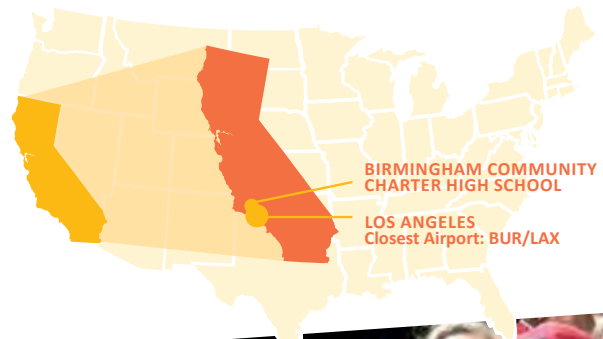 BIRMINGHAM COMMUNITY
CHARTER HIGH SCHOOL
LOS ANGELES
Closest Airport: BUR/LAX